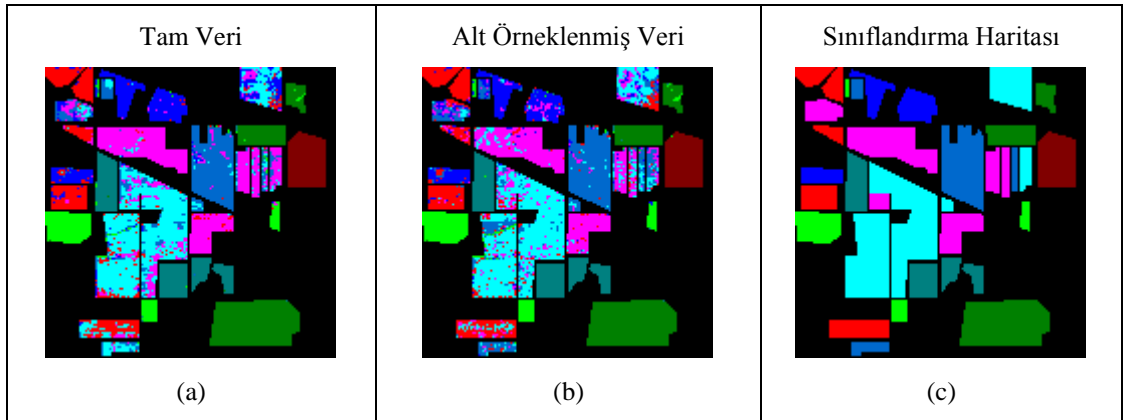 Tam Veri
Alt Örneklenmiş Veri
Sınıflandırma Haritası
(a)
(b)
(c)